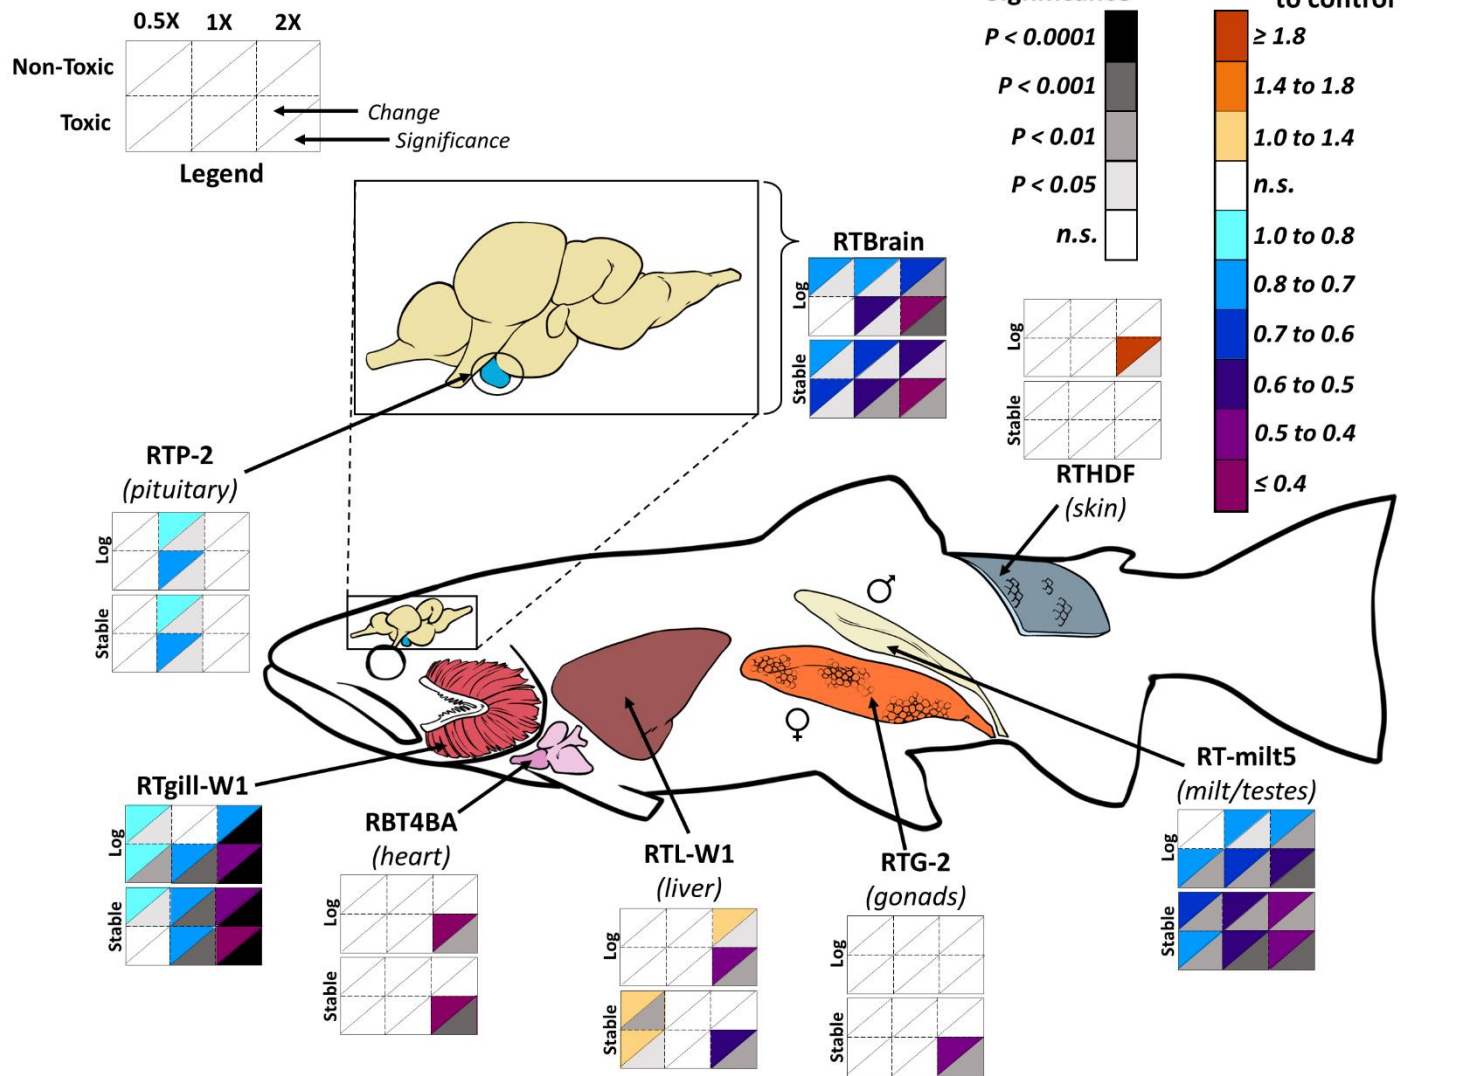 0.5X 1X 2X
Non-Toxic
Toxic
Change
Significance
Legend
to control
P < 0.0001
P < 0.001
P < 0.01
P < 0.05
n.s.
≥ 1.8
1.4 to 1.8
1.0 to 1.4
n.s.
1.0 to 0.8
0.8 to 0.7
0.7 to 0.6
0.6 to 0.5
0.5 to 0.4
≤ 0.4
RTBrain
Log
Stable
Log
Stable
RTHDF
(skin)
RTP-2
(pituitary)
Log
Stable
♂
♀
RTgill-W1
Log
Stable
RBT4BA
(heart)
Log
Stable
RTL-W1
(liver)
Log
Stable
RTG-2
(gonads)
Log
Stable
RT-milt5
(milt/testes)
Log
Stable